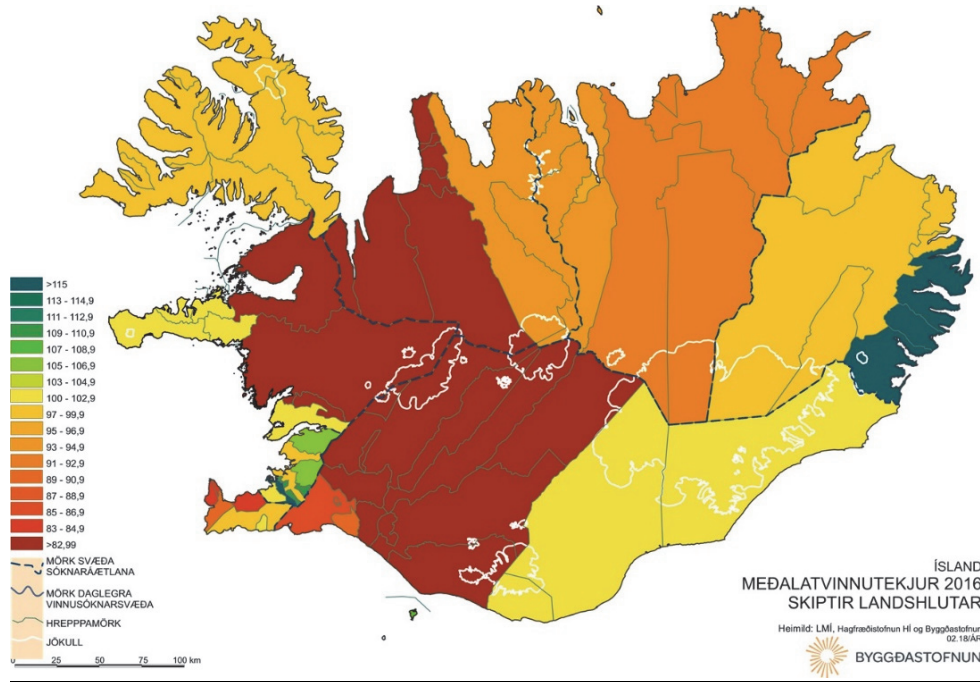 >115
113 - 114,9
111 - 112,9
109 - 110,9
107 - 108,9
105 - 106,9
103 - 104,9
100 - 102,9
97 - 99,9
95 - 96,9
93 - 94,9
91 - 92,9
89 - 90,9
87 - 88,9
85 - 86,9
83 - 84,9
>82,99
MÖRK SVÆÐA
SÓKNARÁÆTLANA
MÖRK DAGLEGRA
VINNUSÓKNARSVÆÐA
HREPPPAMÖRK
JÖKULL
0 25 50 75 100 km
ÍSLAND
MEÐALATVINNUTEKJUR 2016
SKIPTIR LANDSHLUTAR
Heimild: LMÍ, Hagfræðistofnun HÍ og Byggðastofnun
02.18/ÁR
BYGGÐASTOFNUN